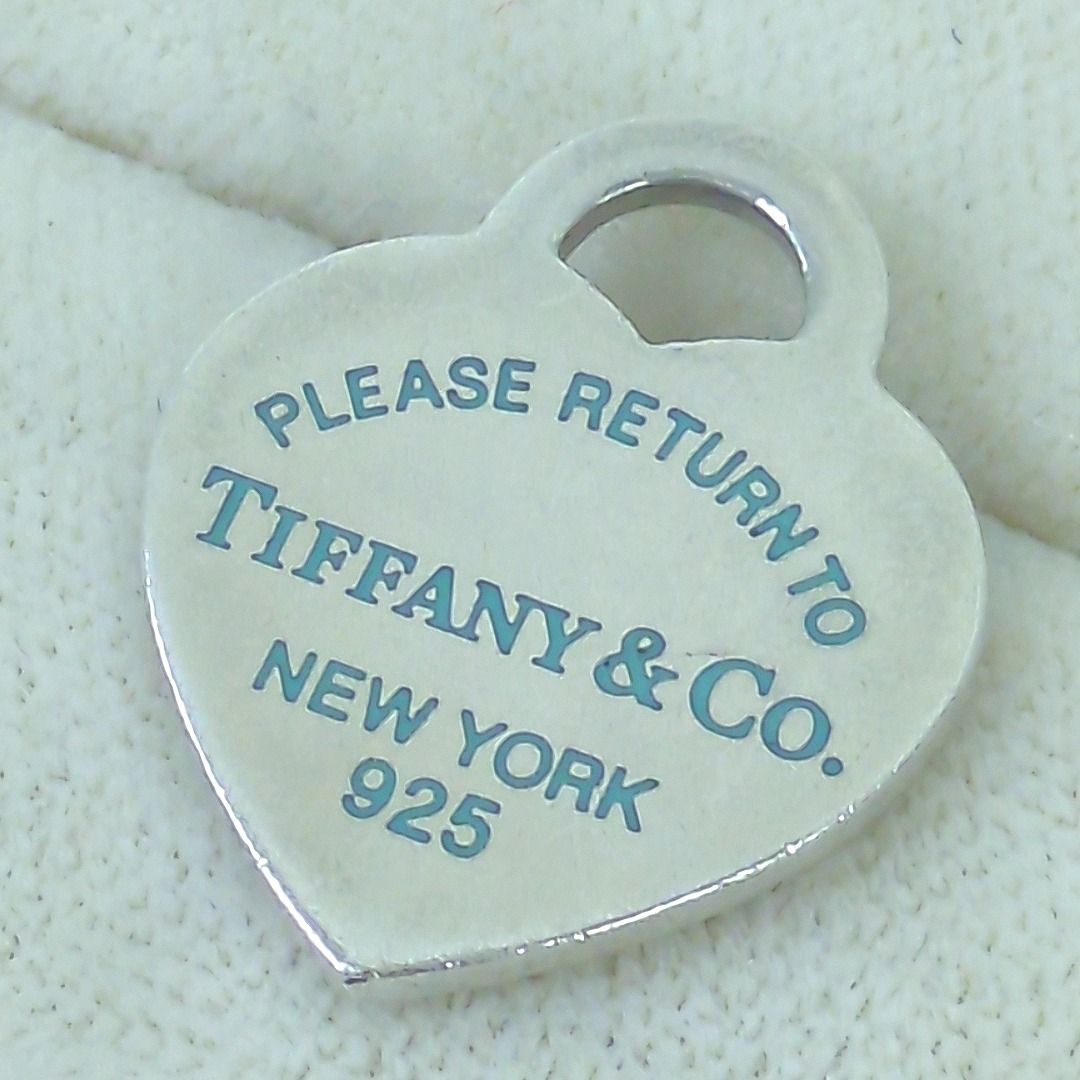 PLEASE RETURN TO
TIFFANY & CO.
NEW YORK
925